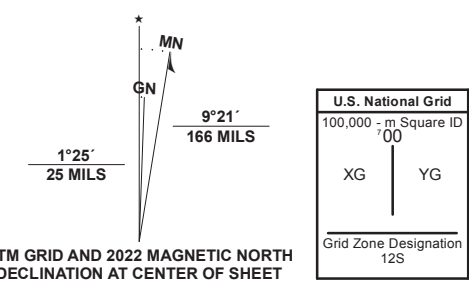 ★
MN
GN
1°25´
25 MILS
9°21´
166 MILS
TM GRID AND 2022 MAGNETIC NORTH
DECLINATION AT CENTER OF SHEET
U.S. National Grid
100,000 - m Square ID
⁷00
XG YG
Grid Zone Designation
12S